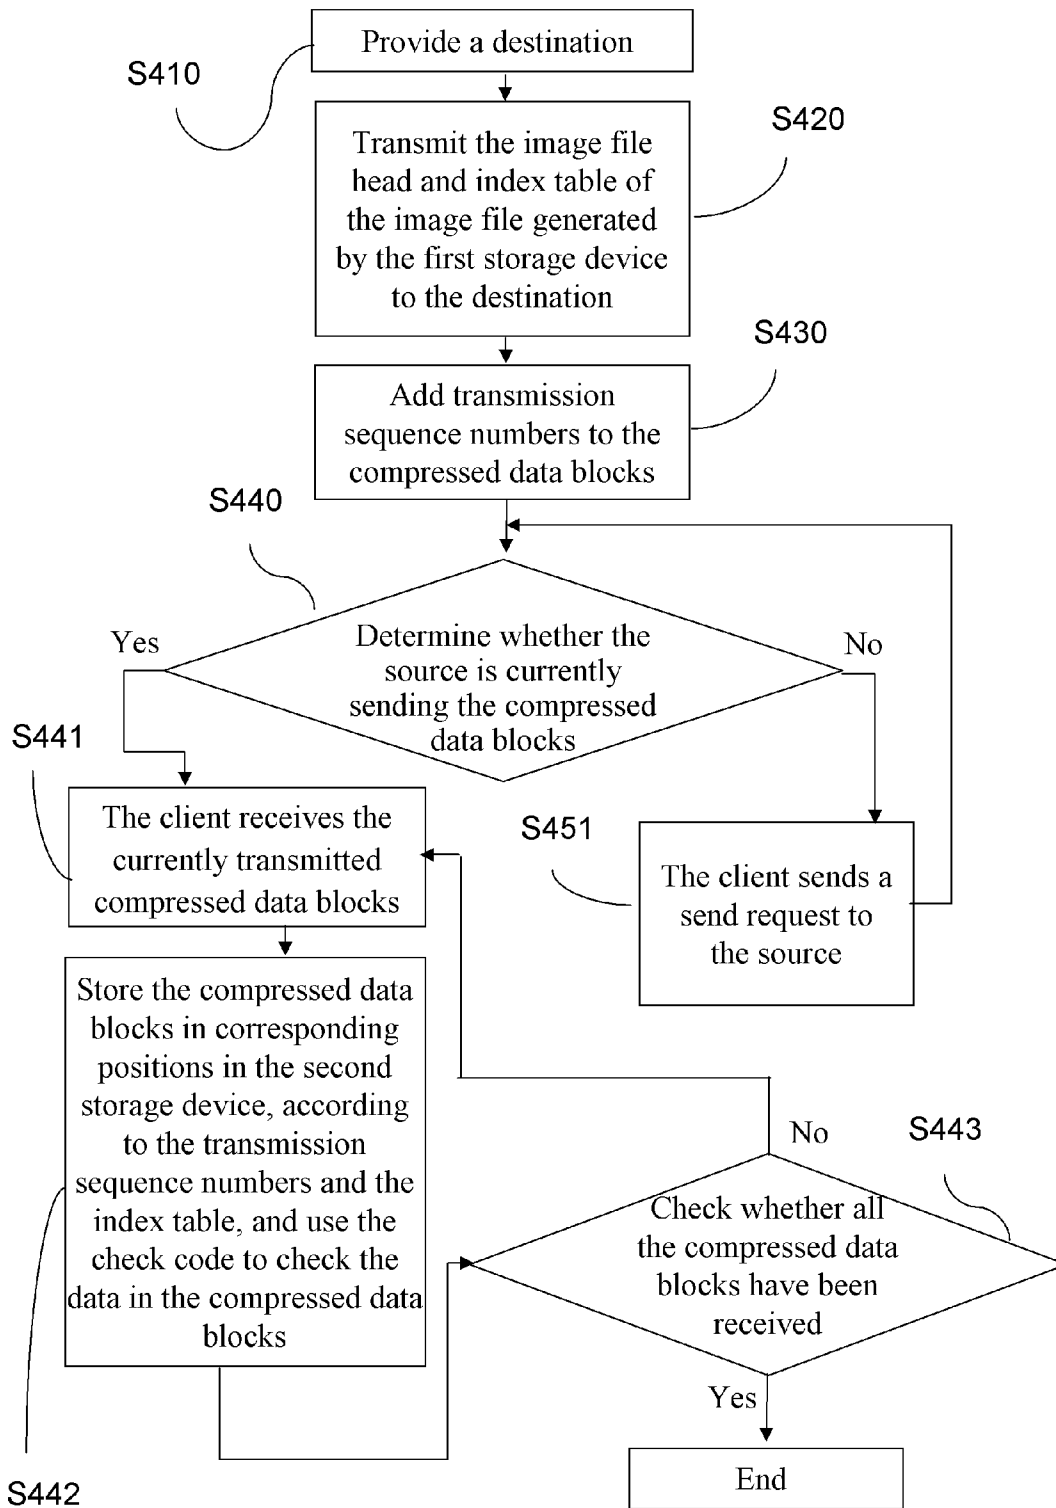 Provide a destination
S410
S420
Transmit the image file
head and index table of
the image file generated
by the first storage device
to the destination
S430
Add transmission
sequence numbers to the
compressed data blocks
S440
Determine whether the
source is currently
sending the compressed
data blocks
Yes
No
S441
The client receives the
currently transmitted
compressed data blocks
S451
The client sends a
send request to
the source
Store the compressed data
blocks in corresponding
positions in the second
storage device, according
to the transmission
sequence numbers and the
index table, and use the
check code to check the
data in the compressed data
blocks
S442
No
S443
Check whether all
the compressed data
blocks have been
received
Yes
End